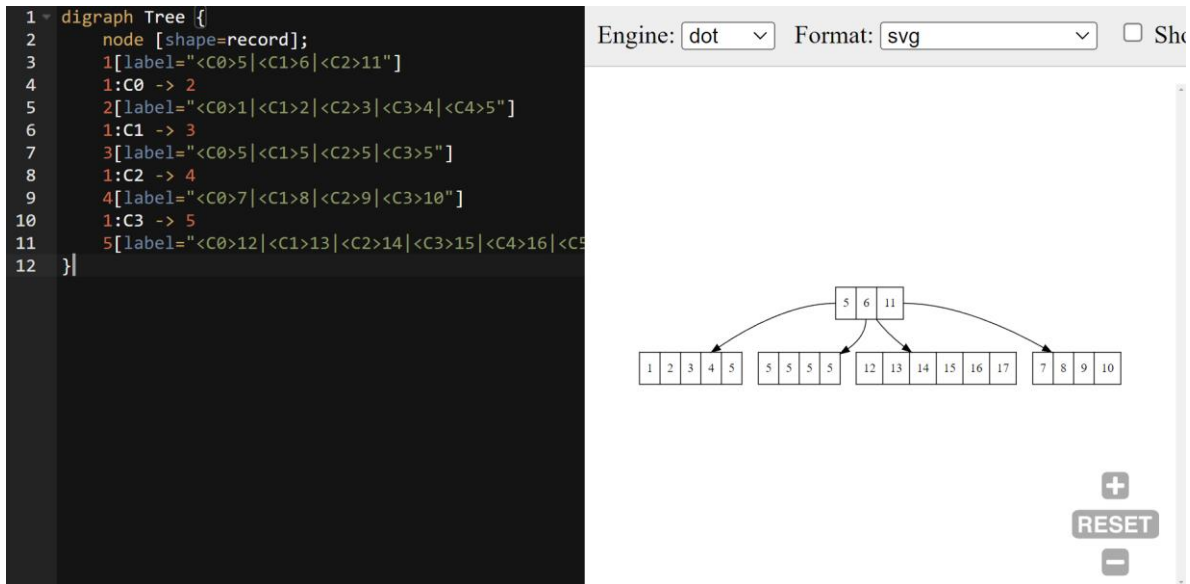 1 digraph Tree {
2 node [shape=record];
3 1[label="<C0>5|<C1>6|<C2>11"]
4 1:C0 -> 2
5 2[label="<C0>1|<C1>2|<C2>3|<C3>4|<C4>5"]
6 1:C1 -> 3
7 3[label="<C0>5|<C1>5|<C2>5|<C3>5"]
8 1:C2 -> 4
9 4[label="<C0>7|<C1>8|<C2>9|<C3>10"]
10 1:C3 -> 5
11 5[label="<C0>12|<C1>13|<C2>14|<C3>15|<C4>16|<C5
12 }
Engine: dot Format: svg Sho
5 6 11
1 2 3 4 5 5 5 5 5 12 13 14 15 16 17 7 8 9 10
RESET